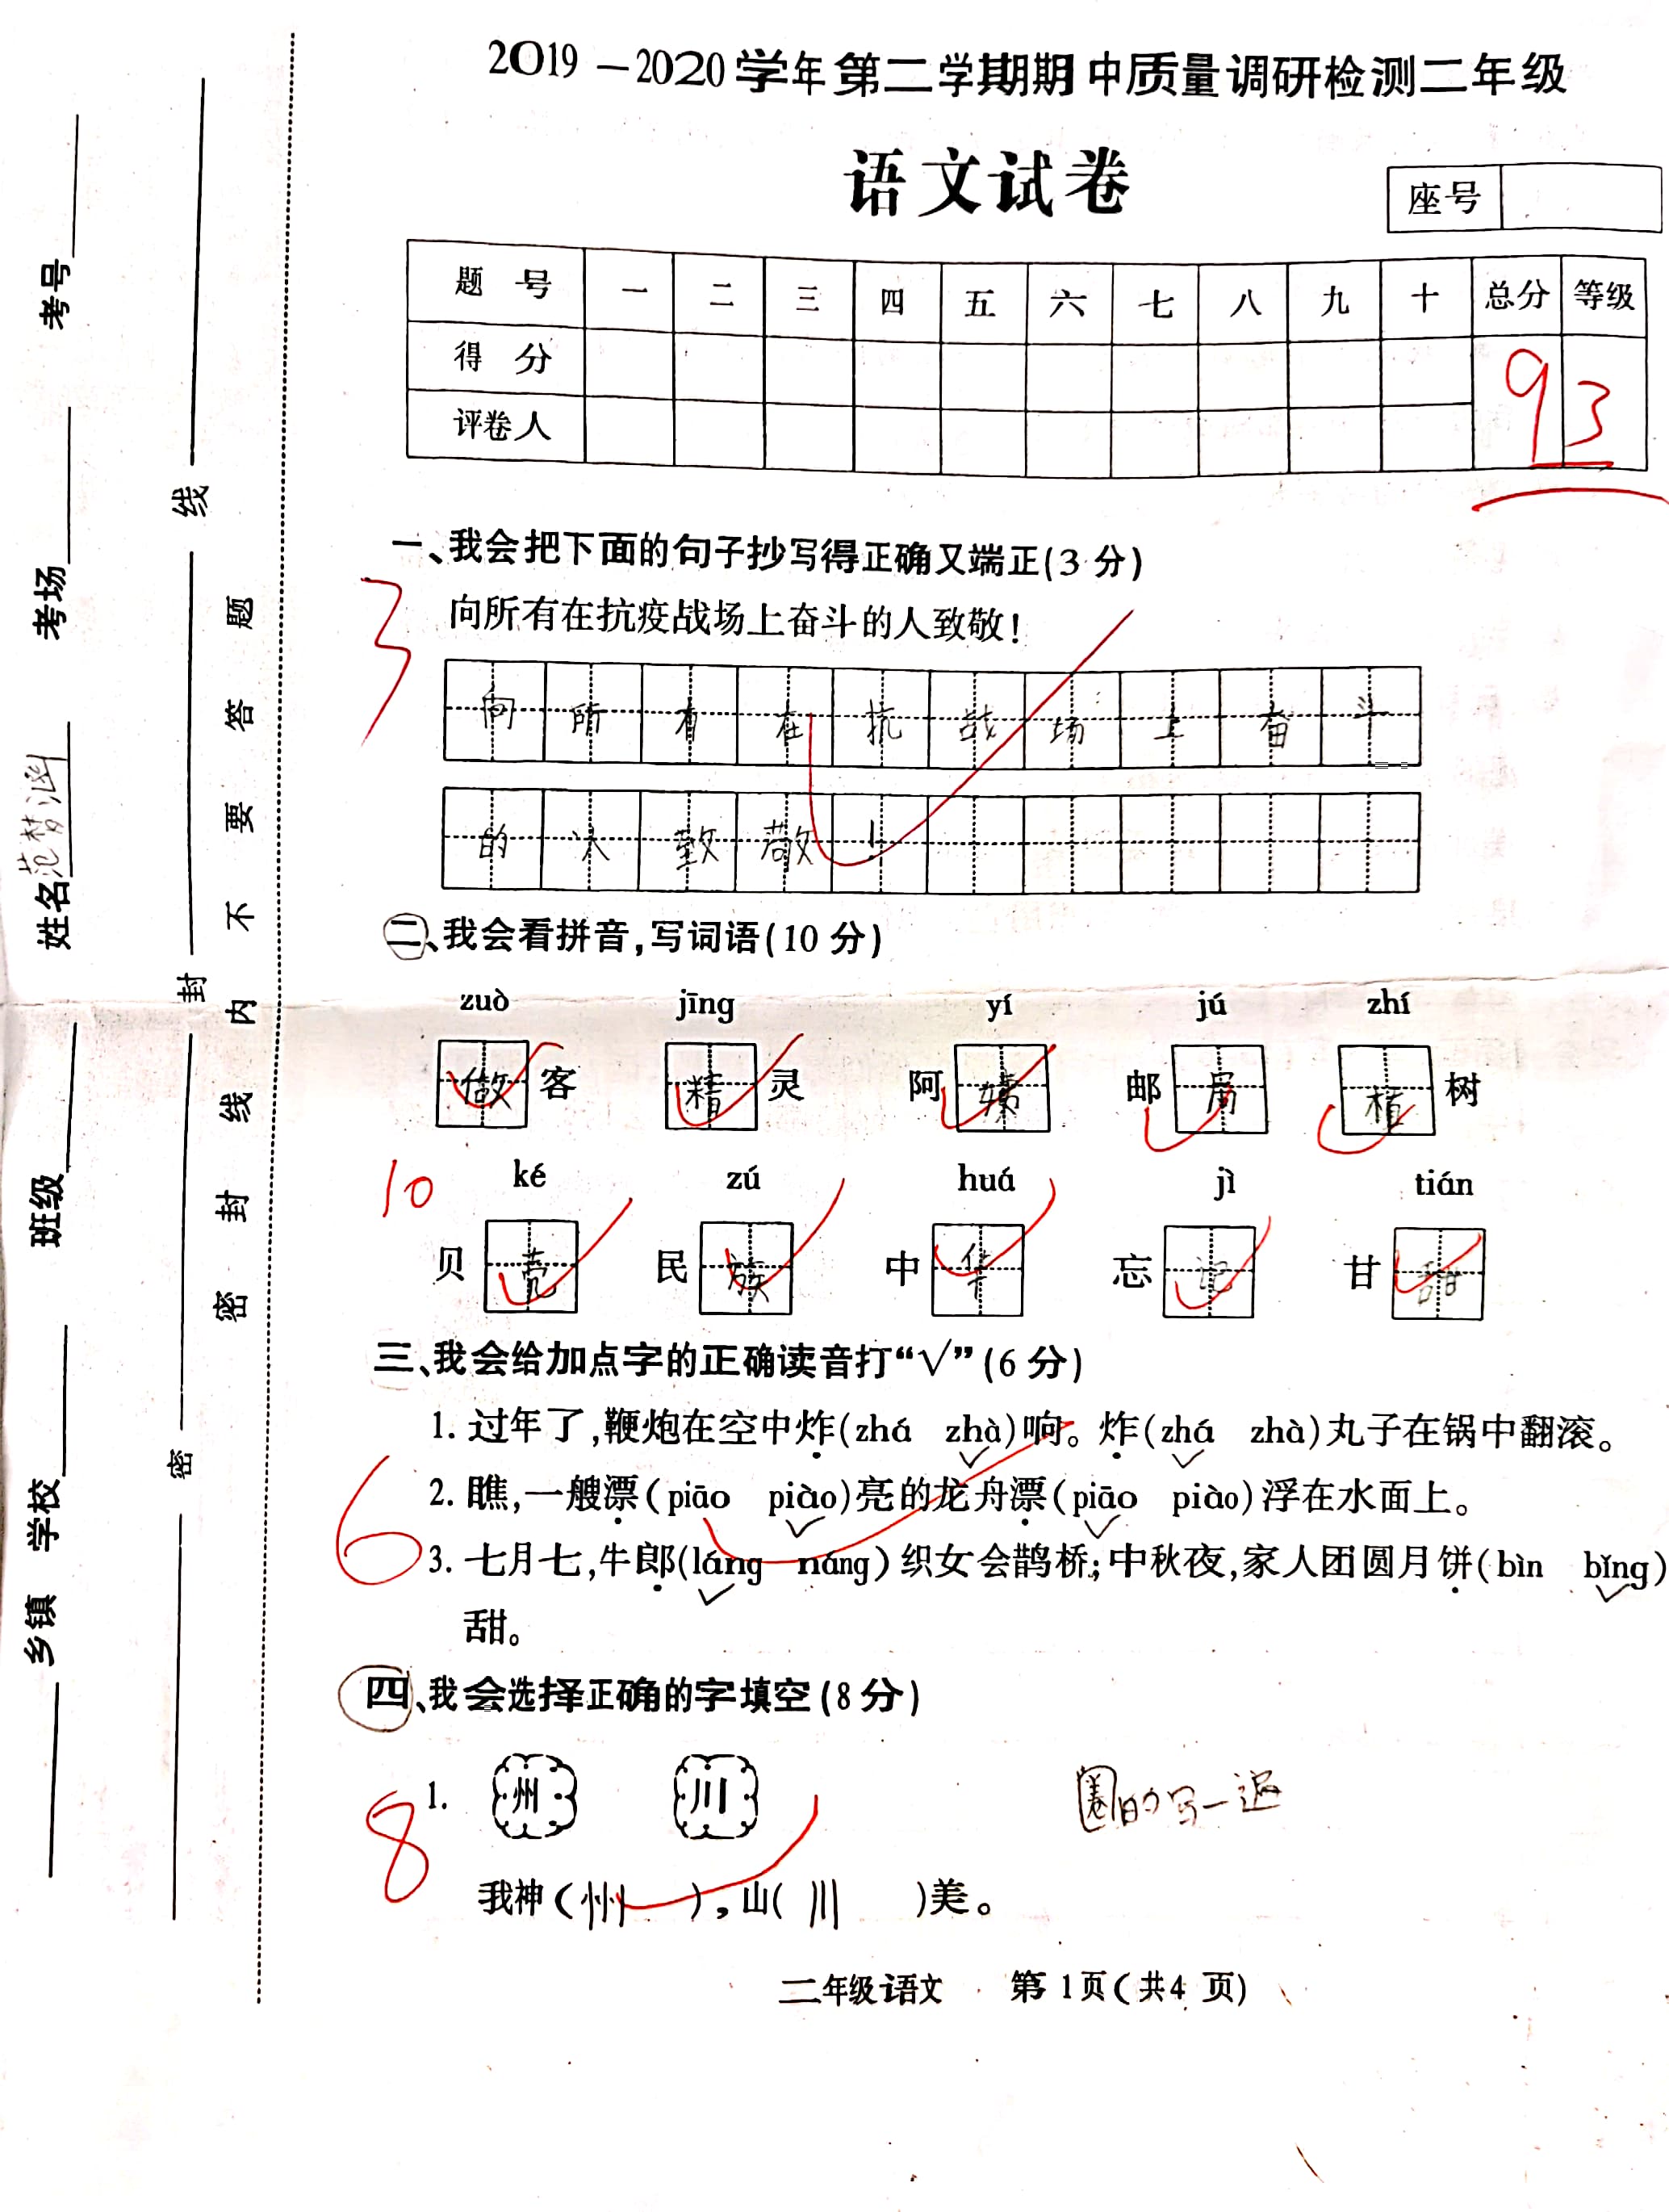 2019－2020学年第二学期期中质量调研检测二年级
语文试卷
座号
题 号 一 二 三 四 五 六 七 八 九 十 总分 等级
得 分
评卷人
93
一、我会把下面的句子抄写得正确又端正(3分)
3
向所有在抗疫战场上奋斗的人致敬!
向所有在抗战场上奋斗
的人致敬!
二、我会看拼音,写词语(10分)
zuò jīng yí jú zhí
做客 精灵 阿姨 邮局 植树
10
ké zú huá jì tián
贝壳 民族 中华 忘记 甘甜
三、我会给加点字的正确读音打“√”(6分)
1. 过年了,鞭炮在空中炸(zhá zhà)响。炸(zhá zhà)丸子在锅中翻滚。
6
2. 瞧,一艘漂(piāo piào)亮的龙舟漂(piāo piào)浮在水面上。
3. 七月七,牛郎(láng náng)织女会鹊桥;中秋夜,家人团圆月饼(bìn bǐng)
甜。
四、我会选择正确的字填空(8分)
8
1. 州 川
圈的写一遍
我神(州),山(川)美。
二年级语文 第1页(共4页)
乡镇 学校 班级 姓名 范梦涵 考场 考号
密 封 线
密 封 线 内 不 要 答 题